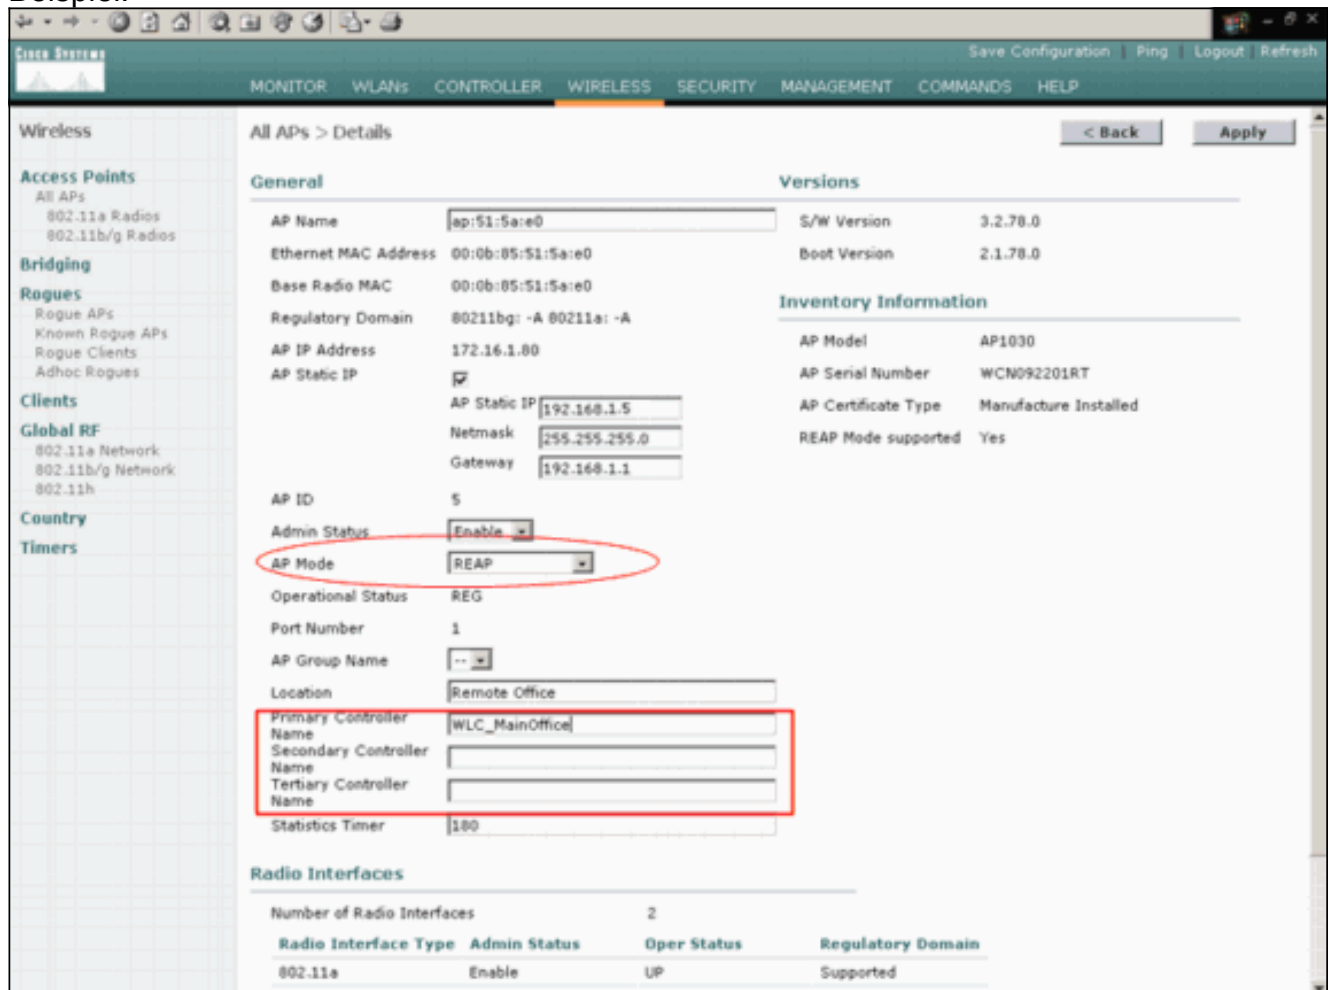 Beispiel:
CISCO SYSTEMS
Save Configuration | Ping | Logout | Refresh
MONITOR WLANs CONTROLLER WIRELESS SECURITY MANAGEMENT COMMANDS HELP
Wireless
Access Points
All APs
802.11a Radios
802.11b/g Radios
Bridging
Rogues
Rogue APs
Known Rogue APs
Rogue Clients
Adhoc Rogues
Clients
Global RF
802.11a Network
802.11b/g Network
802.11h
Country
Timers
All APs > Details
< Back Apply
General
AP Name ap:51:5a:e0
Ethernet MAC Address 00:0b:85:51:5a:e0
Base Radio MAC 00:0b:85:51:5a:e0
Regulatory Domain 80211bg: -A 80211a: -A
AP IP Address 172.16.1.80
AP Static IP
AP Static IP 192.168.1.5
Netmask 255.255.255.0
Gateway 192.168.1.1
AP ID 5
Admin Status Enable
AP Mode REAP
Operational Status REG
Port Number 1
AP Group Name --
Location Remote Office
Primary Controller
Name WLC_MainOffice
Secondary Controller
Name
Tertiary Controller
Name
Statistics Timer 180
Versions
S/W Version 3.2.78.0
Boot Version 2.1.78.0
Inventory Information
AP Model AP1030
AP Serial Number WCN092201RT
AP Certificate Type Manufacture Installed
REAP Mode supported Yes
Radio Interfaces
Number of Radio Interfaces 2
Radio Interface Type Admin Status Oper Status Regulatory Domain
802.11a Enable UP Supported